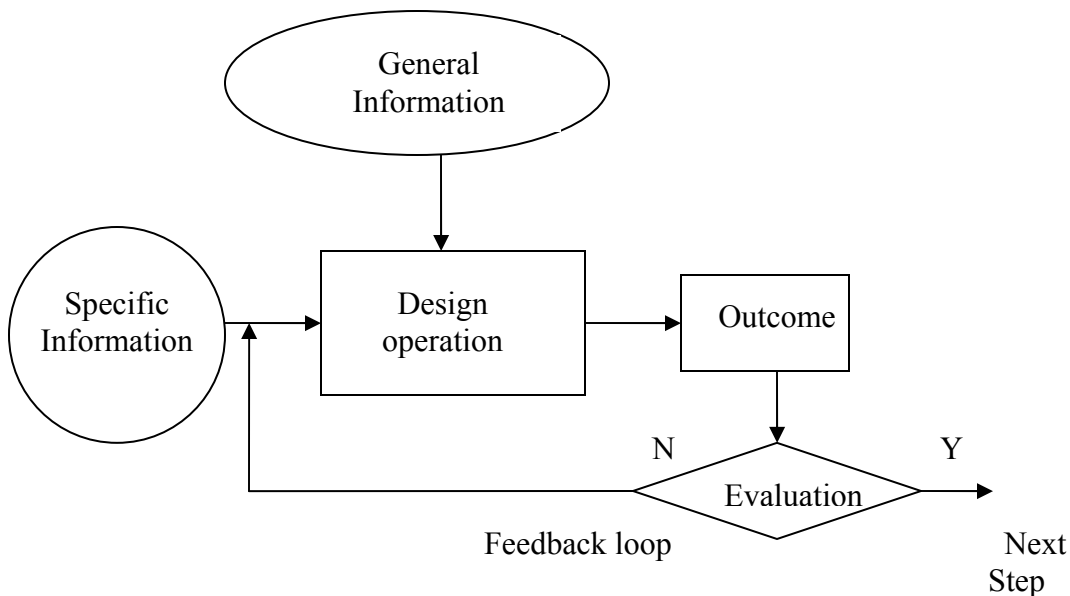 General
Information
Specific
Information
Design
operation
Outcome
N
Y
Evaluation
Feedback loop
Next
Step